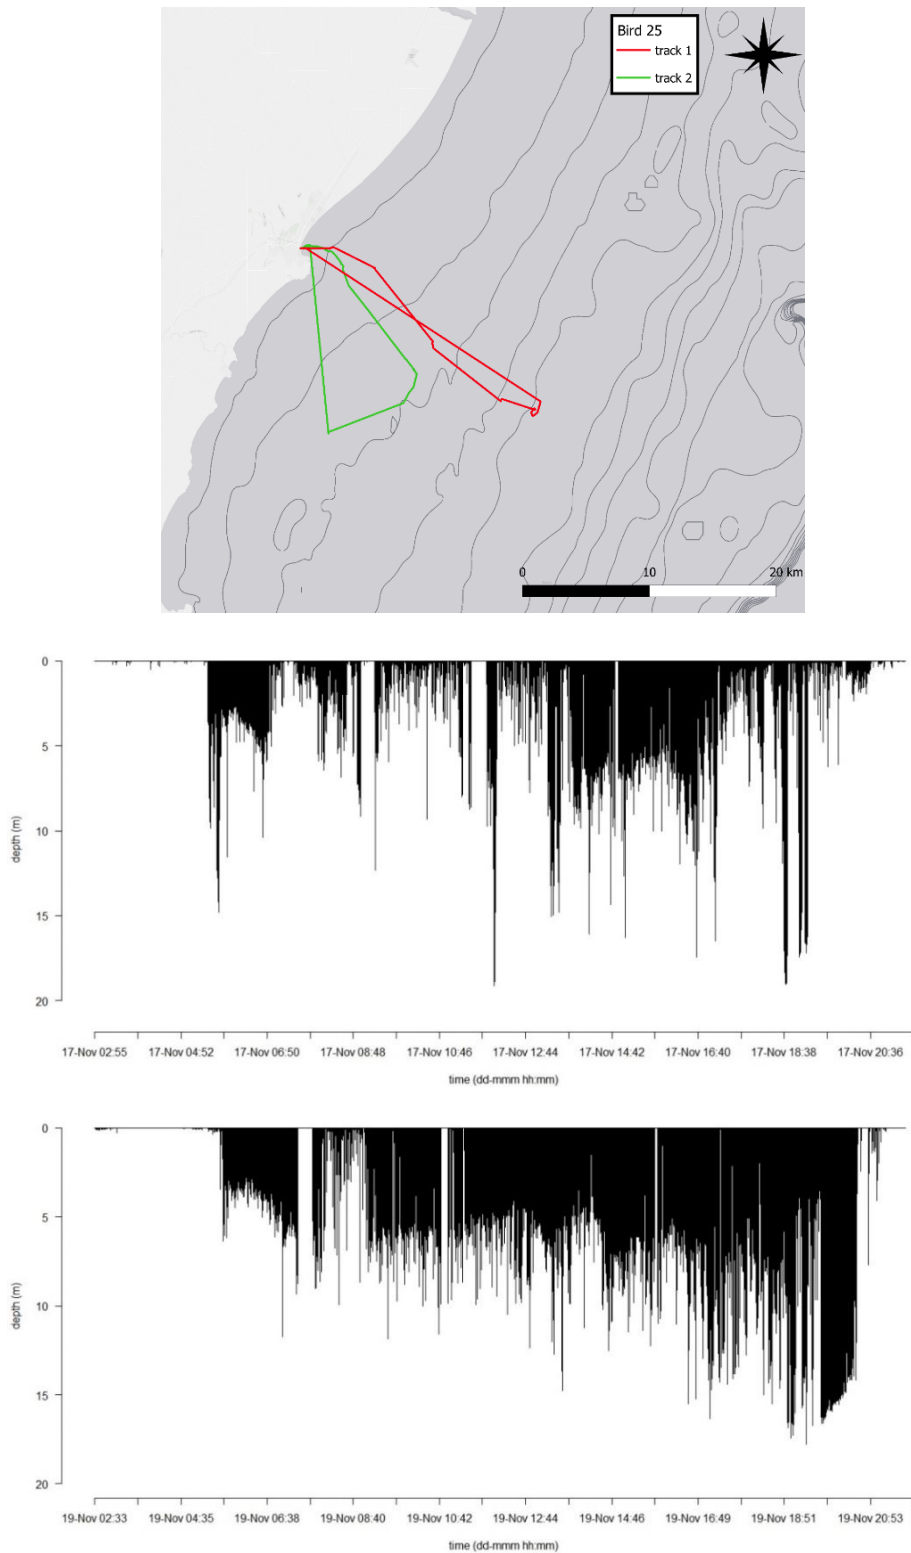 Bird 25
track 1
track 2
0 10 20 km
0
5
10
15
20
depth (m)
17-Nov 02:55 17-Nov 04:52 17-Nov 06:50 17-Nov 08:48 17-Nov 10:46 17-Nov 12:44 17-Nov 14:42 17-Nov 16:40 17-Nov 18:38 17-Nov 20:36
time (dd-mmm hh:mm)
0
5
10
15
20
depth (m)
19-Nov 02:33 19-Nov 04:35 19-Nov 06:38 19-Nov 08:40 19-Nov 10:42 19-Nov 12:44 19-Nov 14:46 19-Nov 16:49 19-Nov 18:51 19-Nov 20:53
time (dd-mmm hh:mm)